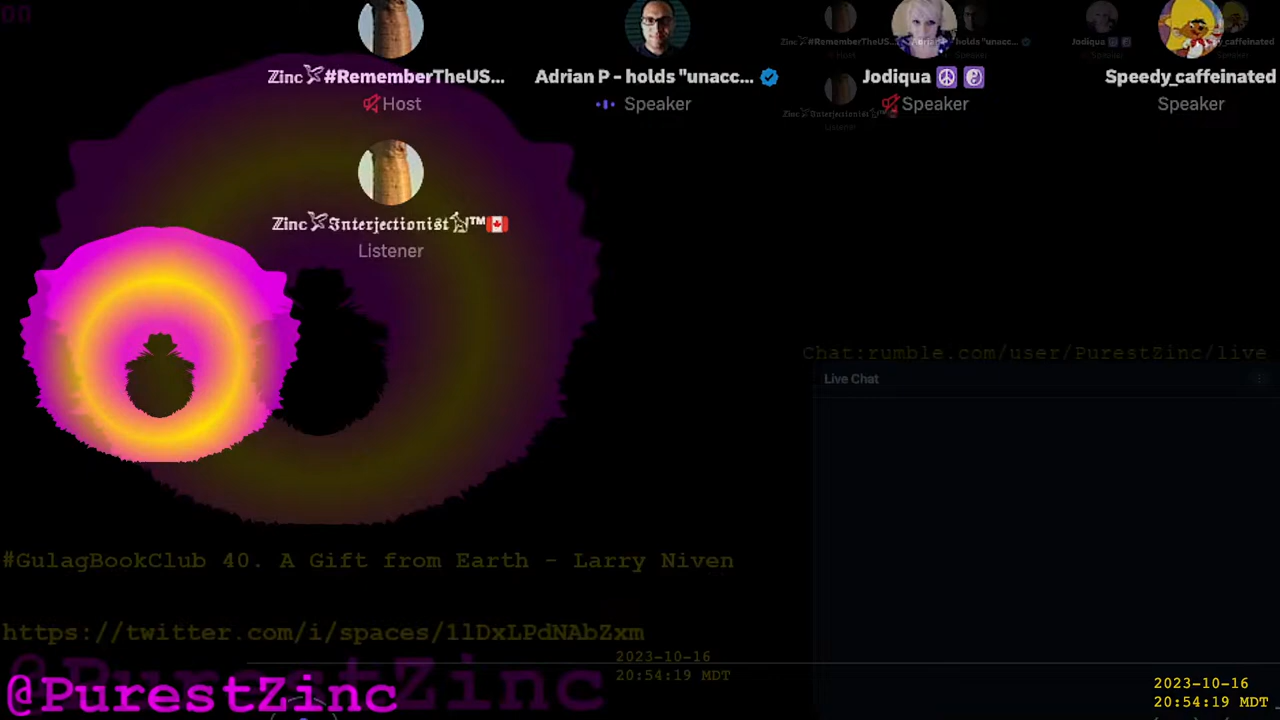 ℤinc🕊#RememberTheUS...
Host
Adrian P - holds "unacc...
Speaker
Jodiqua ☮️ ☯️
Speaker
Speedy_caffeinated
Speaker
ℤinc🕊𝕴𝖓𝖙𝖊𝖗𝖏𝖊𝖈𝖙𝖎𝖔𝖓𝖎𝖘𝖙™🇨🇦
Listener
Chat:rumble.com/user/PurestZinc/live
Live Chat
#GulagBookClub 40. A Gift from Earth - Larry Niven
https://twitter.com/i/spaces/1lDxLPdNAbZxm
@PurestZinc
2023-10-16
20:54:19 MDT
@PurestZinc
2023-10-16
20:54:19 MDT